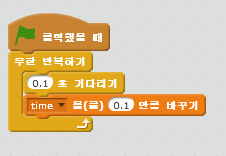 클릭했을 때
무한 반복하기
0.1 초 기다리기
time 을(를) 0.1 만큼 바꾸기